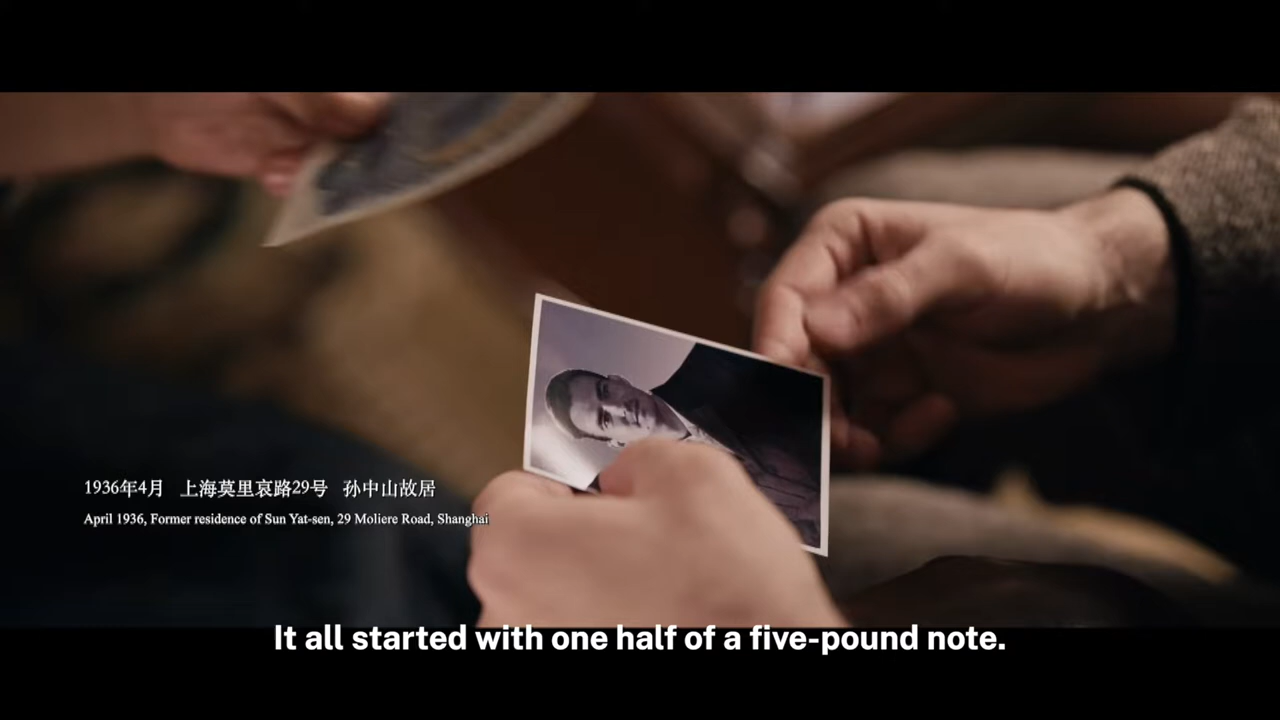 1936年4月 上海莫里哀路29号 孙中山故居
April 1936, Former residence of Sun Yat-sen, 29 Moliere Road, Shanghai
It all started with one half of a five-pound note.